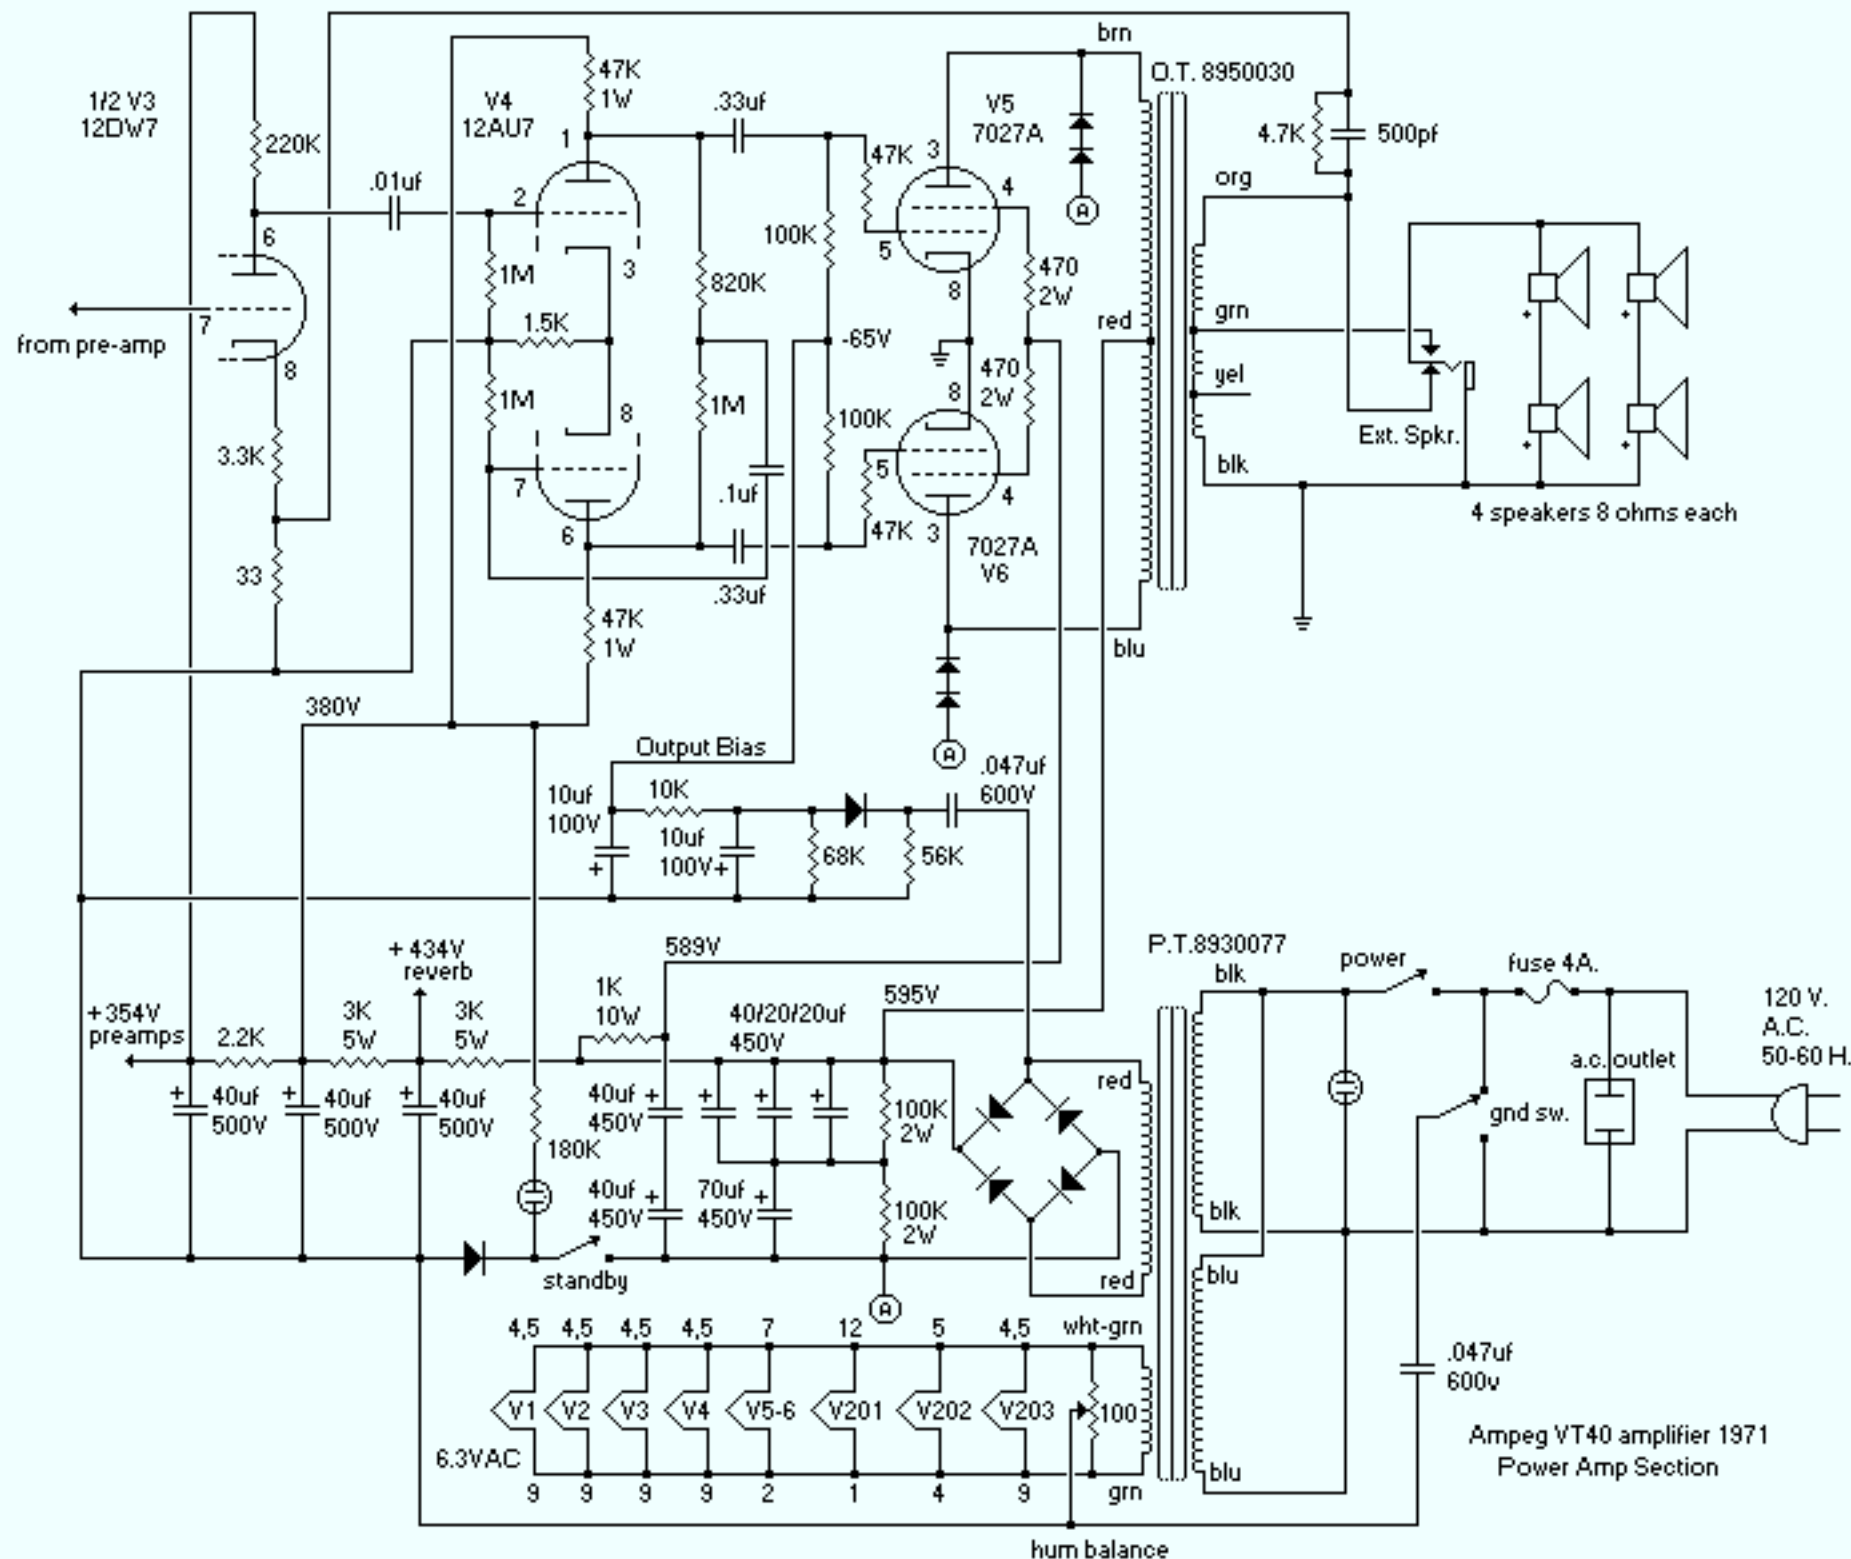 brn
O.T. 8950030
1/2 V3
12DW7
V4
12AU7
47K
1W
.33uf
V5
7027A
220K
1
47K
3
4.7K
500pf
.01uf
2
4
org
A
6
100K
5
1M
3
820K
8
470
2W
7
1.5K
red
grn
from pre-amp
-65V
8
470
2W
yel
1M
8
1M
100K
8
Ext. Spkr.
3.3K
7
.1uf
5
4
blk
6
47K
3
4 speakers 8 ohms each
33
7027A
V6
.33uf
47K
1W
blu
380V
Output Bias
A
.047uf
600V
10uf
100V
10K
10uf
100V
+
+
68K
56K
+ 434V
reverb
589V
P.T.8930077
blk
power
fuse 4A.
+354V
preamps
1K
10W
595V
120 V.
A.C.
50-60 H.
2.2K
3K
5W
3K
5W
40/20/20uf
450V
a.c. outlet
red
+
40uf
500V
+
40uf
500V
+
40uf
500V
40uf
450V
+
+
+
+
100K
2W
gnd sw.
180K
40uf
450V
+
70uf
450V
+
100K
2W
blk
standby
red
blu
A
4,5
4,5
4,5
4,5
7
12
5
4,5
wht-grn
.047uf
600v
V1
V2
V3
V4
V5-6
V201
V202
V203
100
6.3VAC
Ampeg VT40 amplifier 1971
Power Amp Section
blu
9
9
9
9
2
1
4
9
grn
hum balance